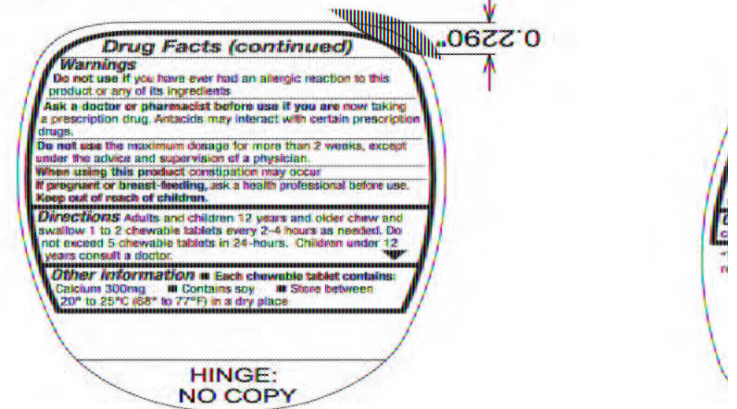 Drug Facts (continued)
Warnings
Do not use if you have ever had an allergic reaction to this
product or any of its ingredients
Ask a doctor or pharmacist before use if you are now taking
a prescription drug. Antacids may interact with certain prescription
drugs.
Do not use the maximum dosage for more than 2 weeks, except
under the advice and supervision of a physician.
When using this product constipation may occur
If pregnant or breast-feeding, ask a health professional before use.
Keep out of reach of children.
Directions Adults and children 12 years and older chew and
swallow 1 to 2 chewable tablets every 2-4 hours as needed. Do
not exceed 5 chewable tablets in 24-hours. Children under 12
years consult a doctor.
Other information ■ Each chewable tablet contains:
Calcium 300mg ■ Contains soy ■ Store between
20° to 25°C (68° to 77°F) in a dry place
HINGE:
NO COPY
0.2290"